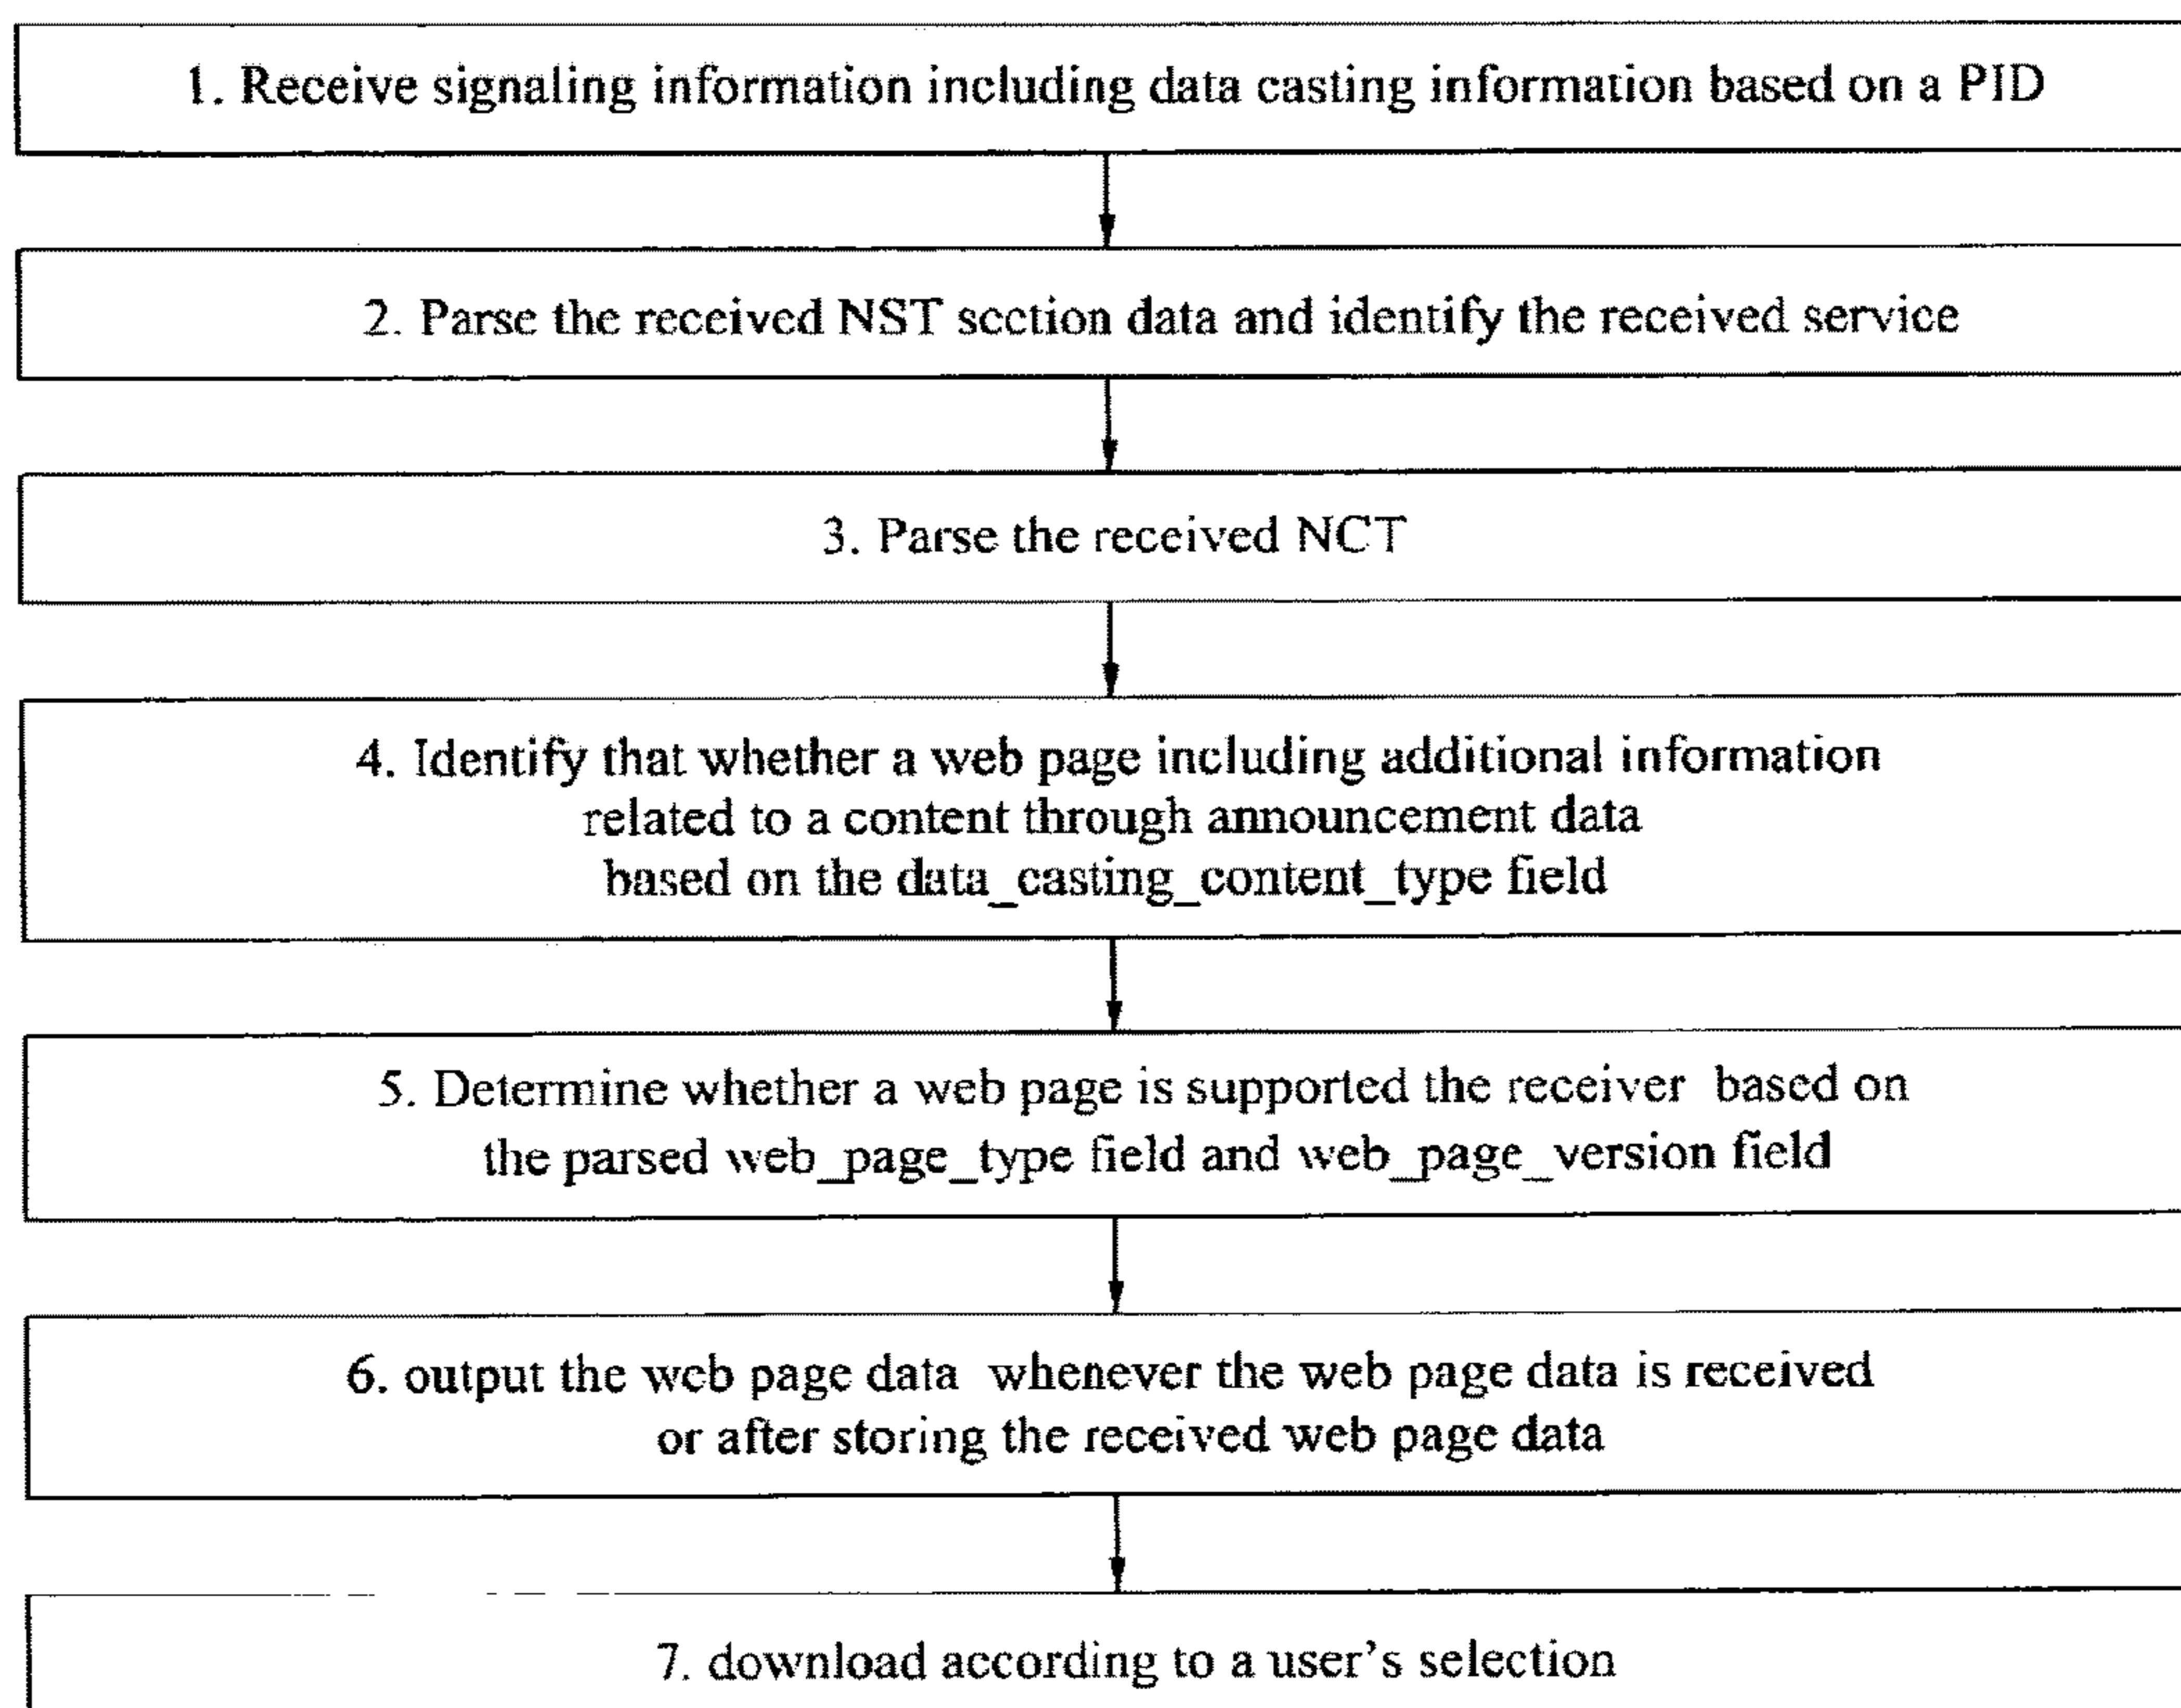 1. Receive signaling information including data casting information based on a PID
2. Parse the received NST section data and identify the received service
3. Parse the received NCT
4. Identify that whether a web page including additional information
related to a content through announcement data
based on the data_casting_content_type field
5. Determine whether a web page is supported the receiver based on
the parsed web_page_type field and web_page_version field
6. output the web page data whenever the web page data is received
or after storing the received web page data
7. download according to a user's selection